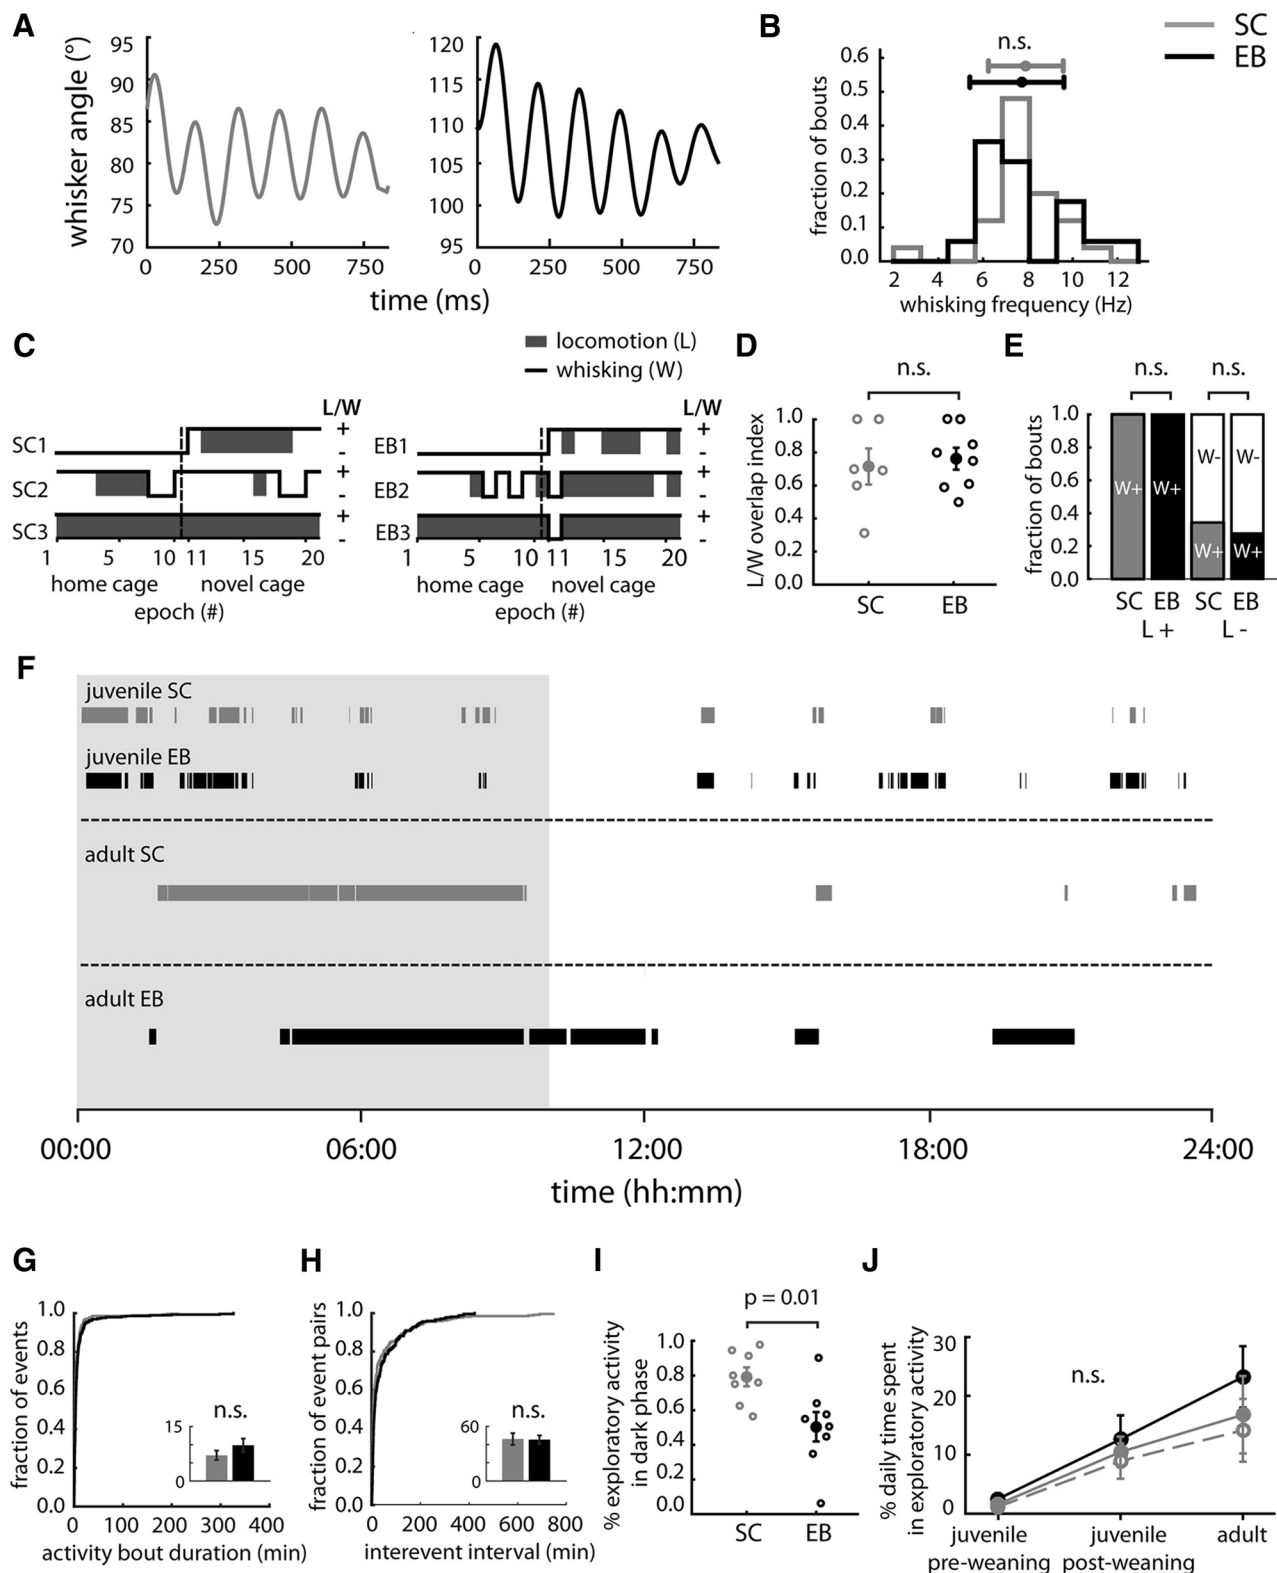 A
whisker angle (°)
95
90
85
80
75
70
0
250
500
750
120
115
110
105
100
95
0
250
500
750
time (ms)
B
SC
EB
n.s.
fraction of bouts
0.6
0.5
0.4
0.3
0.2
0.1
0.0
2
4
6
8
10
12
whisking frequency (Hz)
C
locomotion (L)
whisking (W)
L/W
SC1
+
-
SC2
+
-
SC3
+
-
1
5
10
11
15
20
home cage
novel cage
epoch (#)
L/W
EB1
+
-
EB2
+
-
EB3
+
-
1
5
10
11
15
20
home cage
novel cage
epoch (#)
D
n.s.
L/W overlap index
1.0
0.8
0.6
0.4
0.2
0.0
SC
EB
E
n.s.
n.s.
fraction of bouts
1.0
0.8
0.6
0.4
0.2
0.0
W+
W+
W-
W-
W+
W+
SC EB SC EB
L +
L -
F
juvenile SC
juvenile EB
adult SC
adult EB
00:00
06:00
12:00
18:00
24:00
time (hh:mm)
G
fraction of events
1.0
0.8
0.6
0.4
0.2
0.0
15
0
n.s.
0
100
200
300
400
activity bout duration (min)
H
fraction of event pairs
1.0
0.8
0.6
0.4
0.2
0.0
60
0
n.s.
0
200
400
600
800
interevent interval (min)
I
p = 0.01
% exploratory activity
in dark phase
1.0
0.8
0.6
0.4
0.2
0.0
SC
EB
J
n.s.
% daily time spent
in exploratory activity
30
20
10
0
juvenile
pre-weaning
juvenile
post-weaning
adult